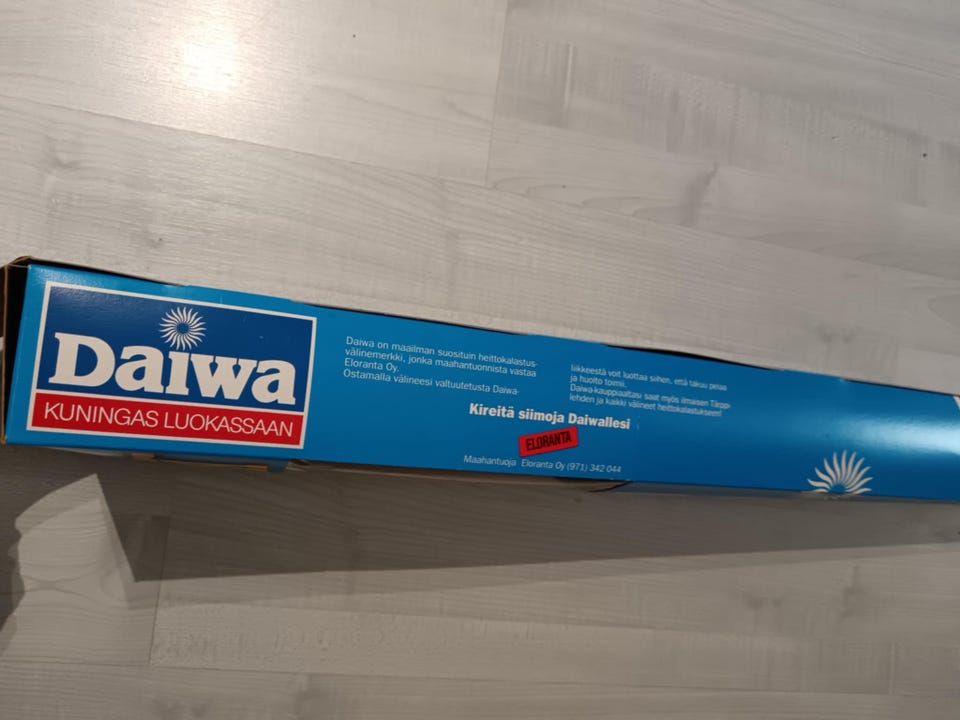 Daiwa
KUNINGAS LUOKASSAAN
Daiwa on maailman suosituin heittokalastus-
välinemerkki, jonka maahantuonnista vastaa
Eloranta Oy.
Ostamalla välineesi valtuutetusta Daiwa-
liikkeestä voit luottaa siihen, että takuu pelaa
ja huolto toimii.
Daiwa-kauppiaaltasi saat myös ilmaisen Tärppi-
lehden ja kaikki välineet heittokalastukseen!
Kireitä siimoja Daiwallesi
ELORANTA
Maahantuoja Eloranta Oy (971) 342 044